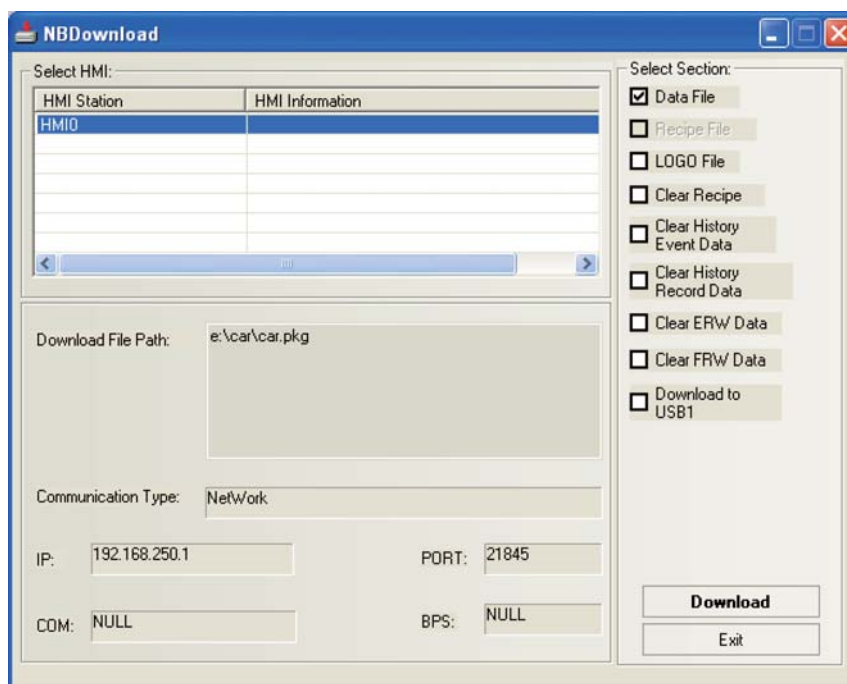 NBDownload
Select HMI:
HMI Station
HMI Information
HMI0
Download File Path:
e:\car\car.pkg
Communication Type:
NetWork
IP:
192.168.250.1
PORT:
21845
COM:
NULL
BPS:
NULL
Select Section:
Data File
Recipe File
LOGO File
Clear Recipe
Clear History
Event Data
Clear History
Record Data
Clear ERW Data
Clear FRW Data
Download to
USB1
Download
Exit